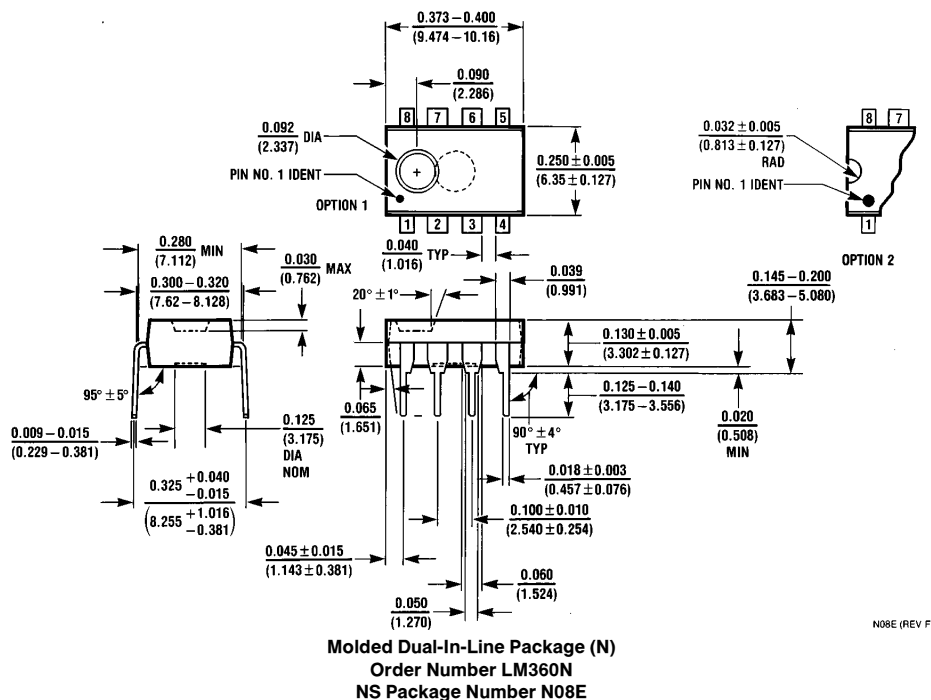 0.373 – 0.400
(9.474 – 10.16)
0.090
(2.286)
8 7 6 5
0.092 DIA
(2.337)
+
PIN NO. 1 IDENT
OPTION 1
1 2 3 4
0.250 ± 0.005
(6.35 ± 0.127)
0.032 ± 0.005
(0.813 ± 0.127)
RAD
PIN NO. 1 IDENT
8 7
1
OPTION 2
0.280 MIN
(7.112)
0.300 – 0.320
(7.62 – 8.128)
0.030 MAX
(0.762)
0.040 TYP
(1.016)
0.039
(0.991)
20° ± 1°
0.145 – 0.200
(3.683 – 5.080)
0.130 ± 0.005
(3.302 ± 0.127)
0.125 – 0.140
(3.175 – 3.556)
0.020
(0.508)
MIN
95° ± 5°
0.009 – 0.015
(0.229 – 0.381)
0.125
(3.175)
DIA
NOM
0.065
(1.651)
90° ± 4°
TYP
0.018 ± 0.003
(0.457 ± 0.076)
0.325 +0.040
−0.015
(8.255 +1.016
−0.381)
0.100 ± 0.010
(2.540 ± 0.254)
0.045 ± 0.015
(1.143 ± 0.381)
0.060
(1.524)
0.050
(1.270)
N08E (REV F
Molded Dual-In-Line Package (N)
Order Number LM360N
NS Package Number N08E